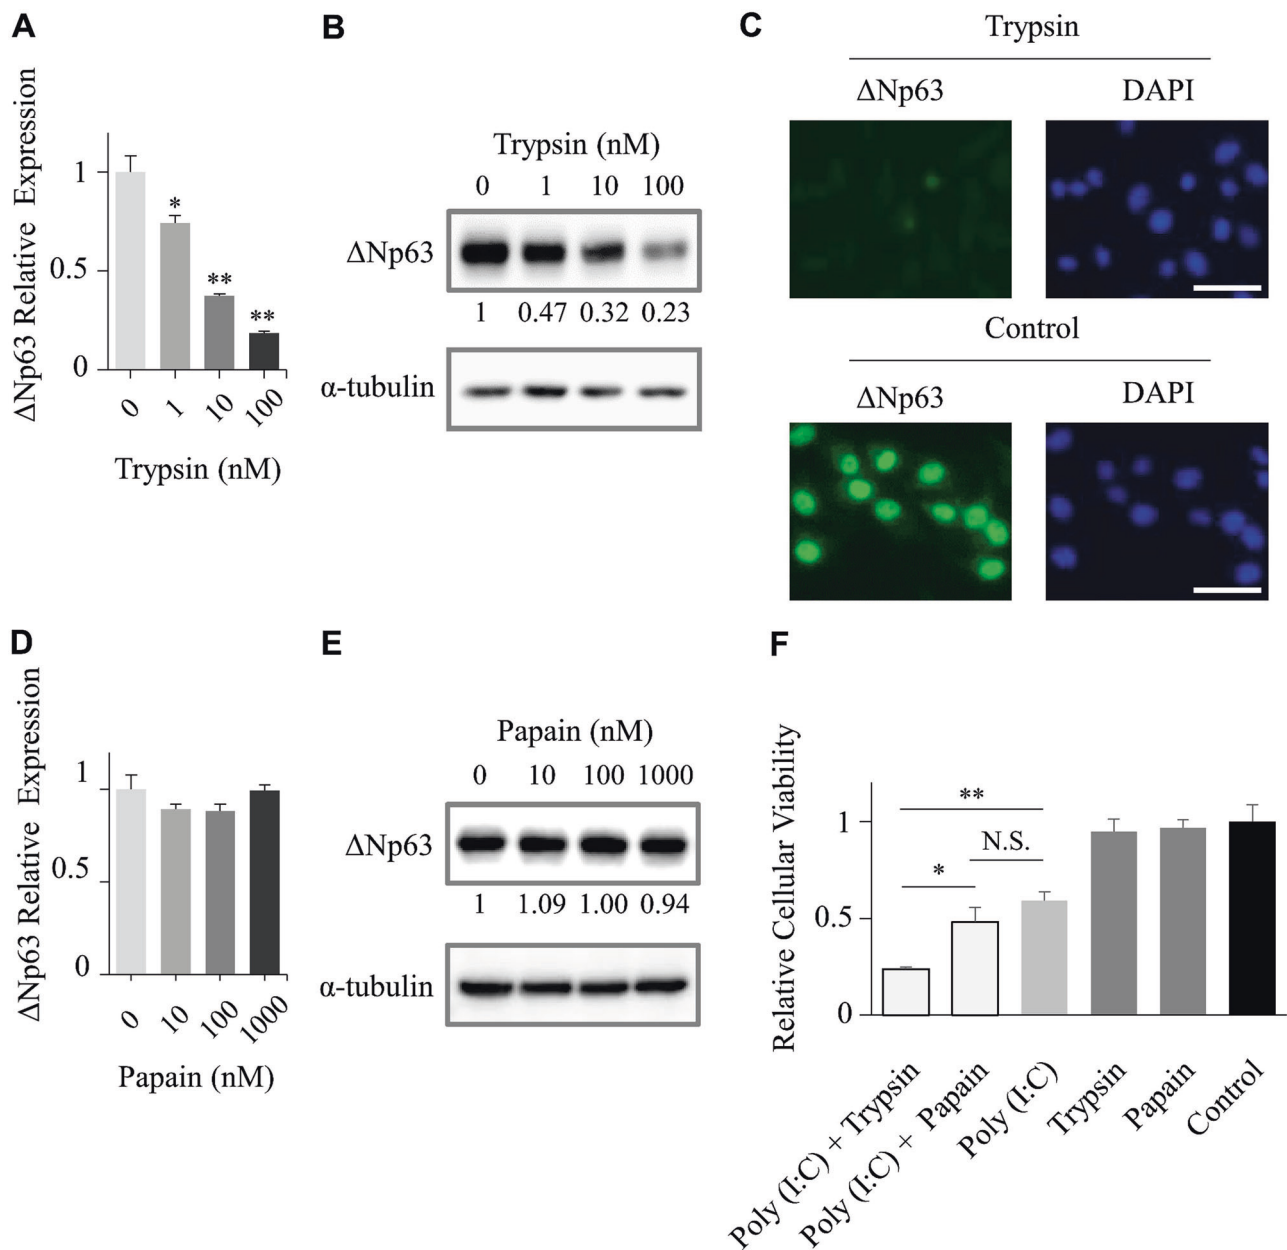 A
ΔNp63 Relative Expression
1
0.5
0
*
**
**
0 1 10 100
Trypsin (nM)
B
Trypsin (nM)
0 1 10 100
ΔNp63
1 0.47 0.32 0.23
α-tubulin
C
Trypsin
ΔNp63 DAPI
Control
ΔNp63 DAPI
D
ΔNp63 Relative Expression
1
0.5
0
0 10 100 1000
Papain (nM)
E
Papain (nM)
0 10 100 1000
ΔNp63
1 1.09 1.00 0.94
α-tubulin
F
Relative Cellular Viability
1
0.5
0
**
N.S.
*
Poly (I:C) + Trypsin
Poly (I:C) + Papain
Poly (I:C)
Trypsin
Papain
Control